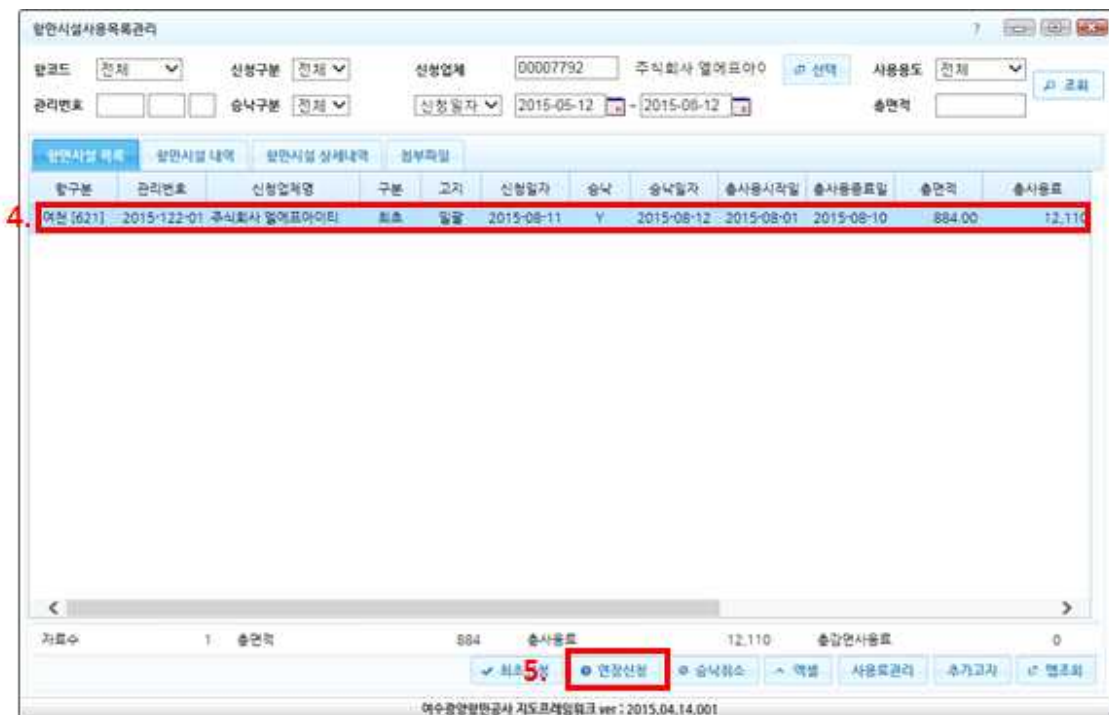 항만시설사용목록관리 ?
항코드 전체 신청구분 전체 신청업체 00007792 주식회사 엘에프아이 선택 사용용도 전체 조회
관리번호 승낙구분 전체 신청일자 2015-05-12 - 2015-08-12 총면적
항만시설 목록 항만시설 내역 항만시설 상세내역 첨부파일
항구분 관리번호 신청업체명 구분 고지 신청일자 승낙 승낙일자 총사용시작일 총사용종료일 총면적 총사용료
4. 여천 [621] 2015-122-01 주식회사 엘에프아이티 최초 일괄 2015-08-11 Y 2015-08-12 2015-08-01 2015-08-10 884.00 12,110
자료수 1 총면적 884 총사용료 12,110 총감면사용료 0
5. 연장신청 승낙취소 엑셀 사용료관리 추가고지 맵조회
여수광양항만공사 지도프레임워크 ver : 2015.04.14.001